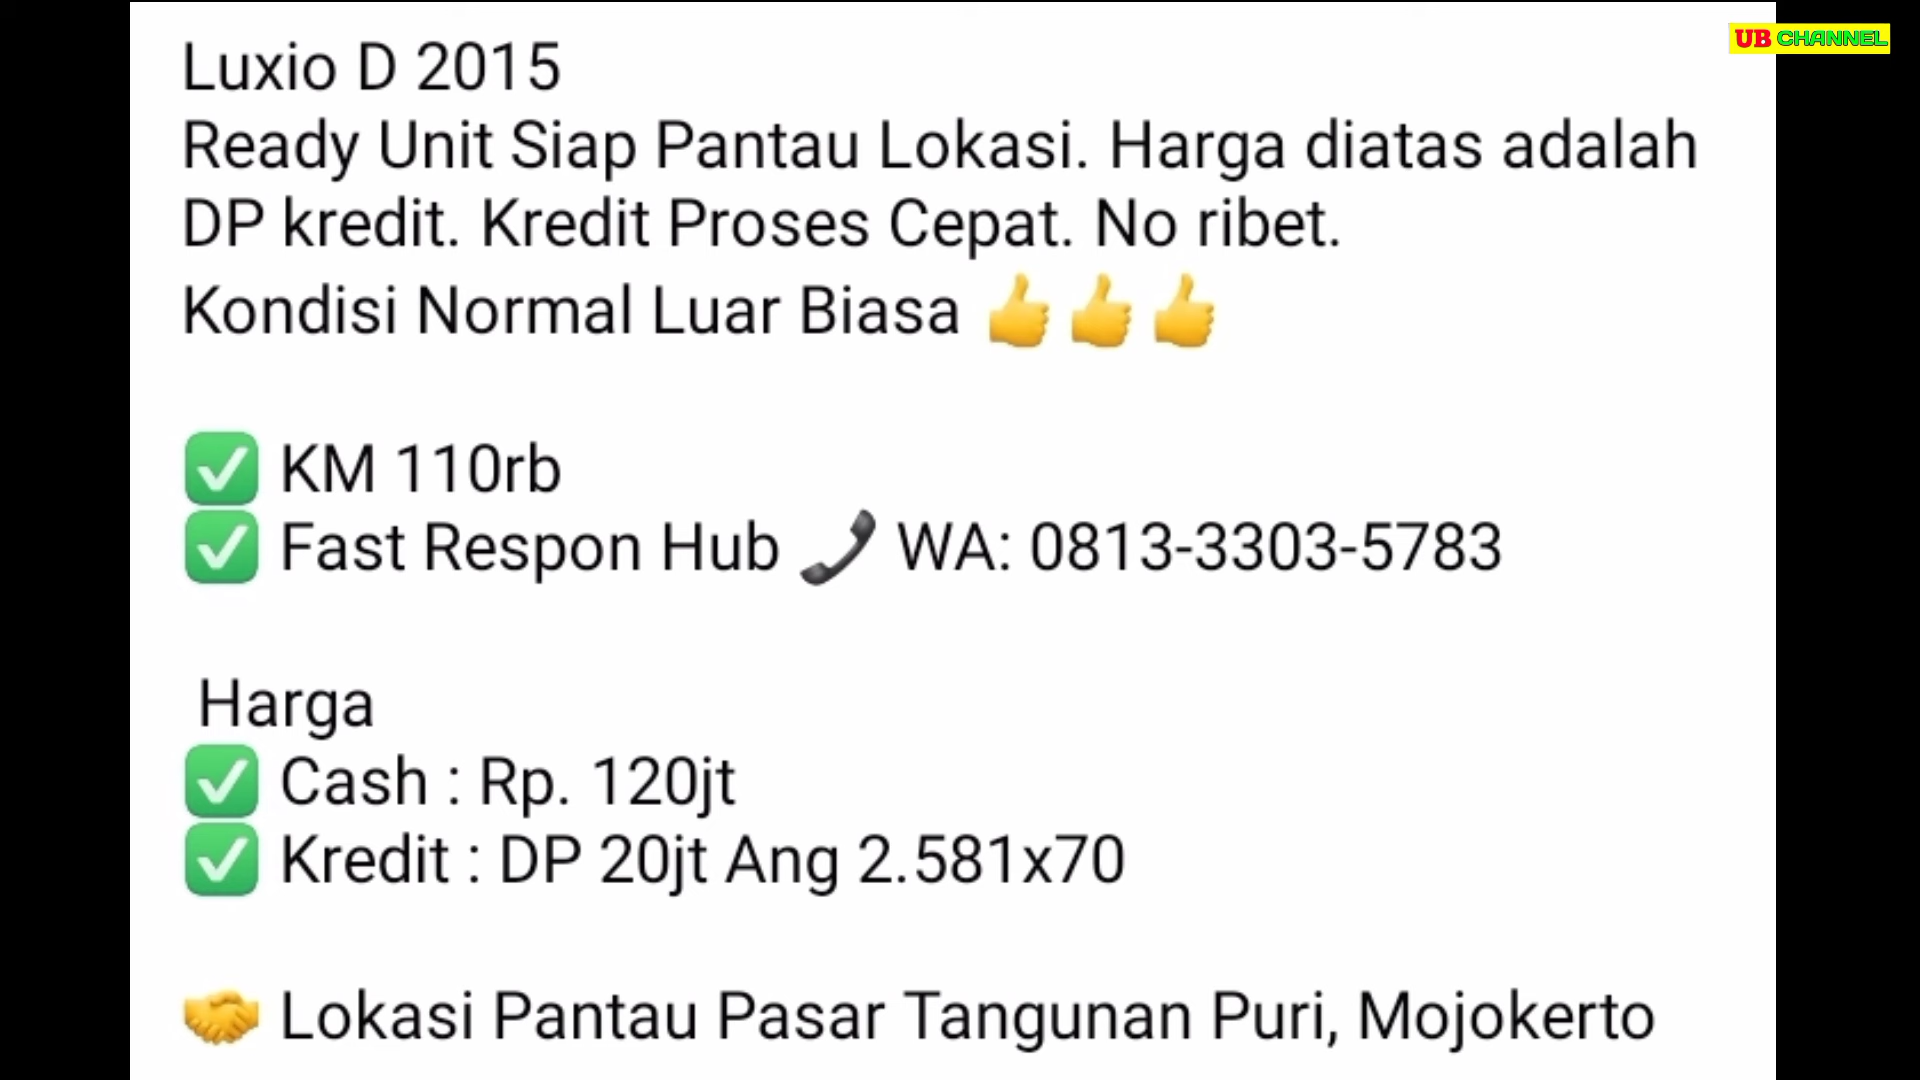 UB CHANNEL
Luxio D 2015
Ready Unit Siap Pantau Lokasi. Harga diatas adalah
DP kredit. Kredit Proses Cepat. No ribet.
Kondisi Normal Luar Biasa 👍👍👍
✅ KM 110rb
✅ Fast Respon Hub 📞 WA: 0813-3303-5783
Harga
✅ Cash : Rp. 120jt
✅ Kredit : DP 20jt Ang 2.581x70
🤝 Lokasi Pantau Pasar Tangunan Puri, Mojokerto